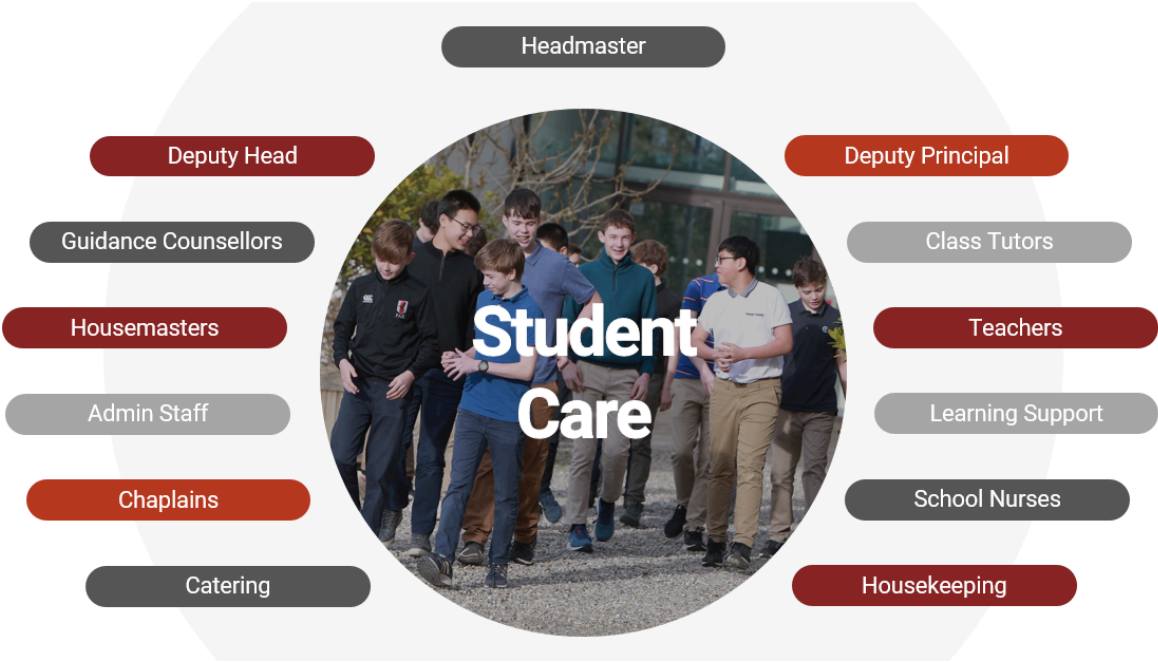 Headmaster
Deputy Head
Deputy Principal
Guidance Counsellors
Class Tutors
Housemasters
Teachers
Student
Care
Admin Staff
Learning Support
Chaplains
School Nurses
Catering
Housekeeping